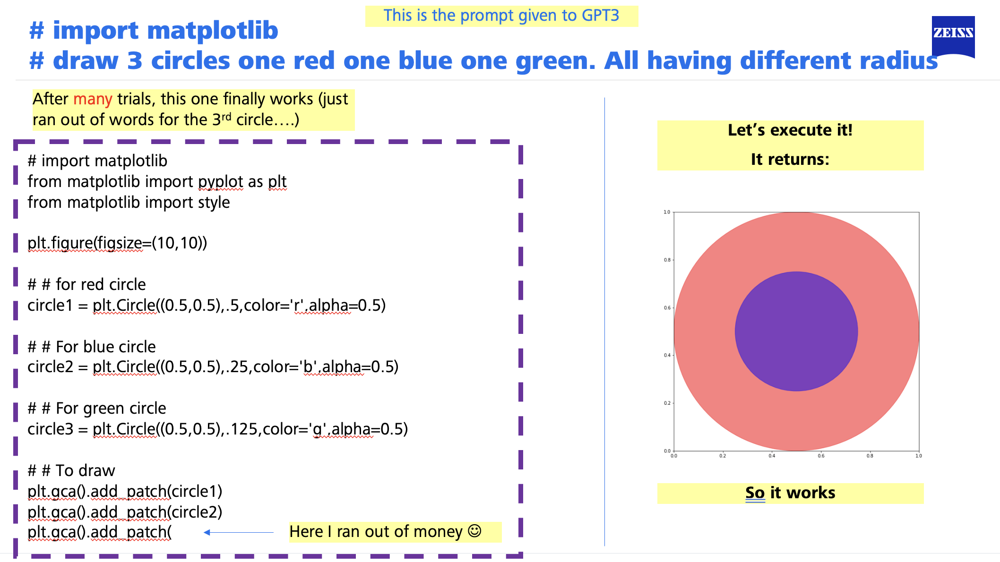 This is the prompt given to GPT3
# import matplotlib
# draw 3 circles one red one blue one green. All having different radius
ZEISS
After many trials, this one finally works (just
ran out of words for the 3rd circle….)
# import matplotlib
from matplotlib import pyplot as plt
from matplotlib import style
plt.figure(figsize=(10,10))
# # for red circle
circle1 = plt.Circle((0.5,0.5),.5,color='r',alpha=0.5)
# # For blue circle
circle2 = plt.Circle((0.5,0.5),.25,color='b',alpha=0.5)
# # For green circle
circle3 = plt.Circle((0.5,0.5),.125,color='g',alpha=0.5)
# # To draw
plt.gca().add_patch(circle1)
plt.gca().add_patch(circle2)
plt.gca().add_patch(
Here I ran out of money ☺
Let's execute it!
It returns:
1.0
0.8
0.6
0.4
0.2
0.0
0.0 0.2 0.4 0.6 0.8 1.0
So it works